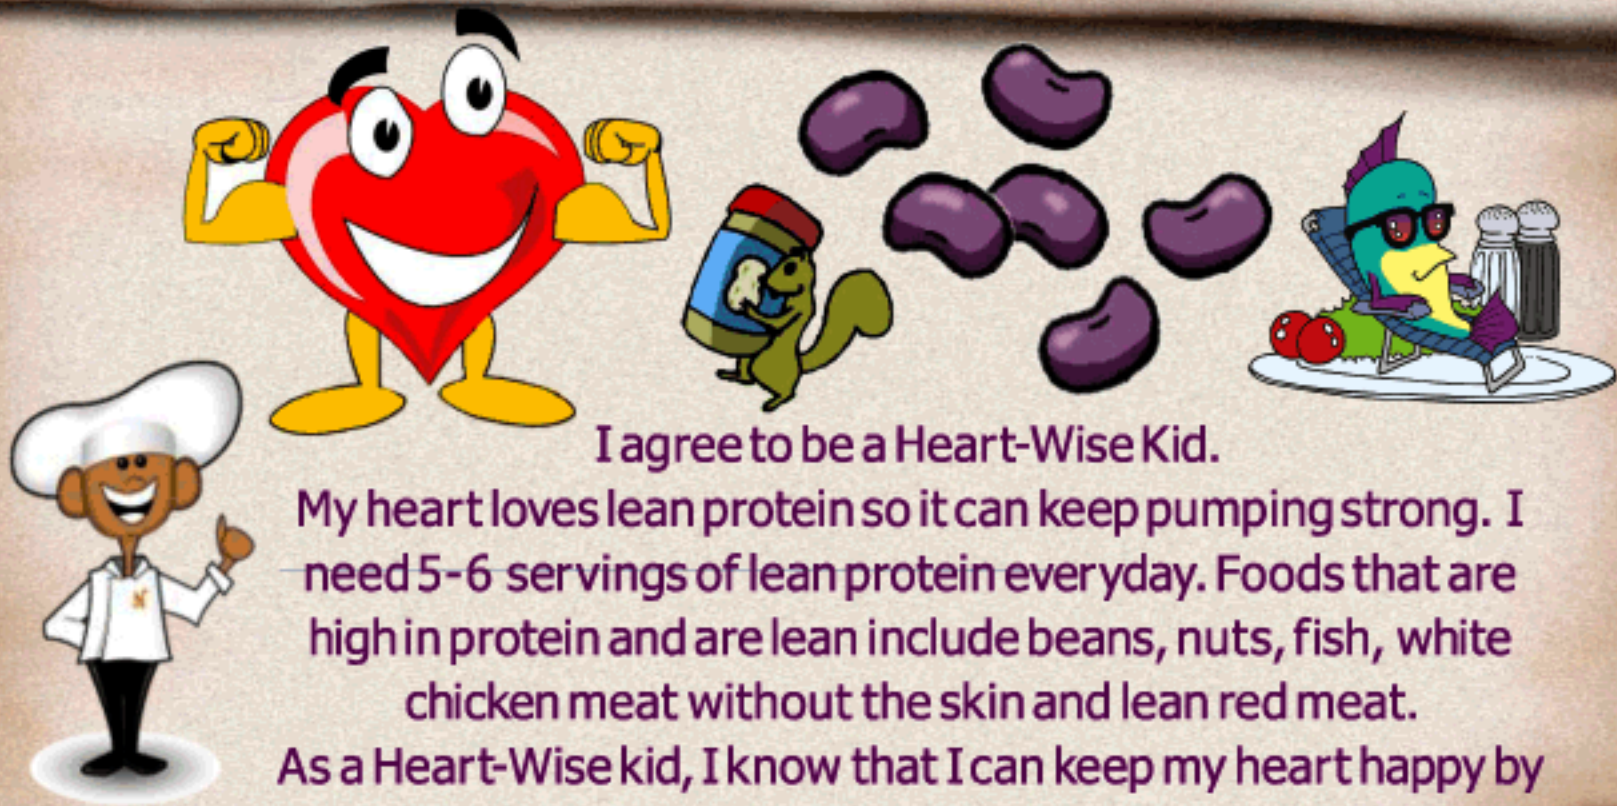 I agree to be a Heart-Wise Kid.
My heart loves lean protein so it can keep pumping strong. I
need 5-6 servings of lean protein everyday. Foods that are
high in protein and are lean include beans, nuts, fish, white
chicken meat without the skin and lean red meat.
As a Heart-Wise kid, I know that I can keep my heart happy by